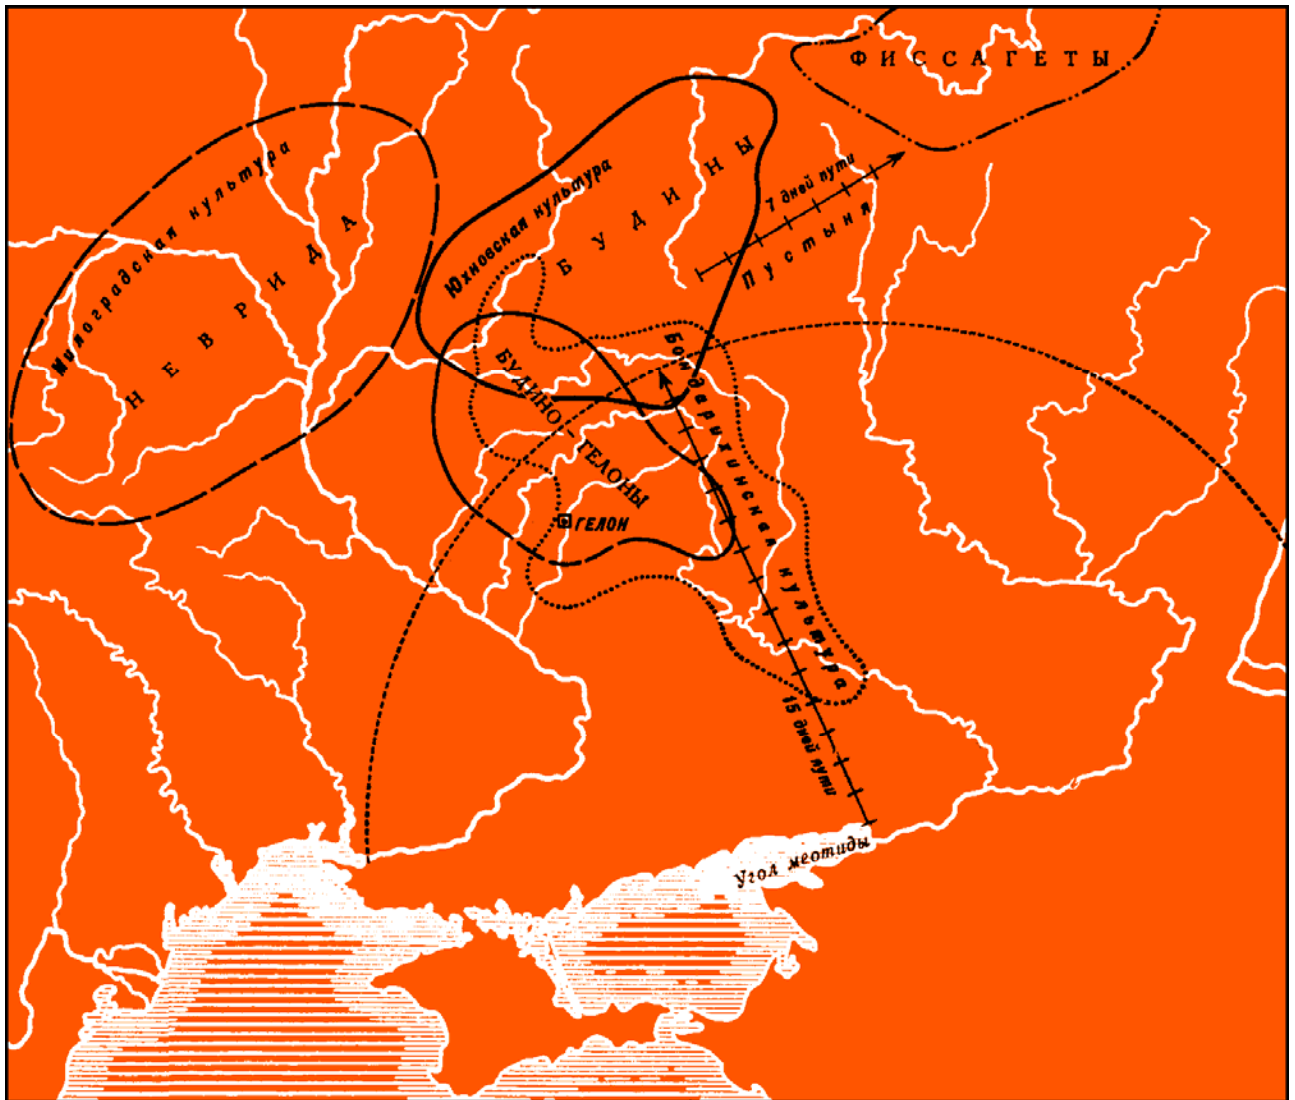 ФИССАГЕТЫ
Милоградская культура
НЕВРИДА
Юхновская культура
БУДИНЫ
7 дней пути
Пустыня
БУДИНО-ГЕЛОНЫ
ГЕЛОН
Бондарихинская культура
15 дней пути
Угол меотиды